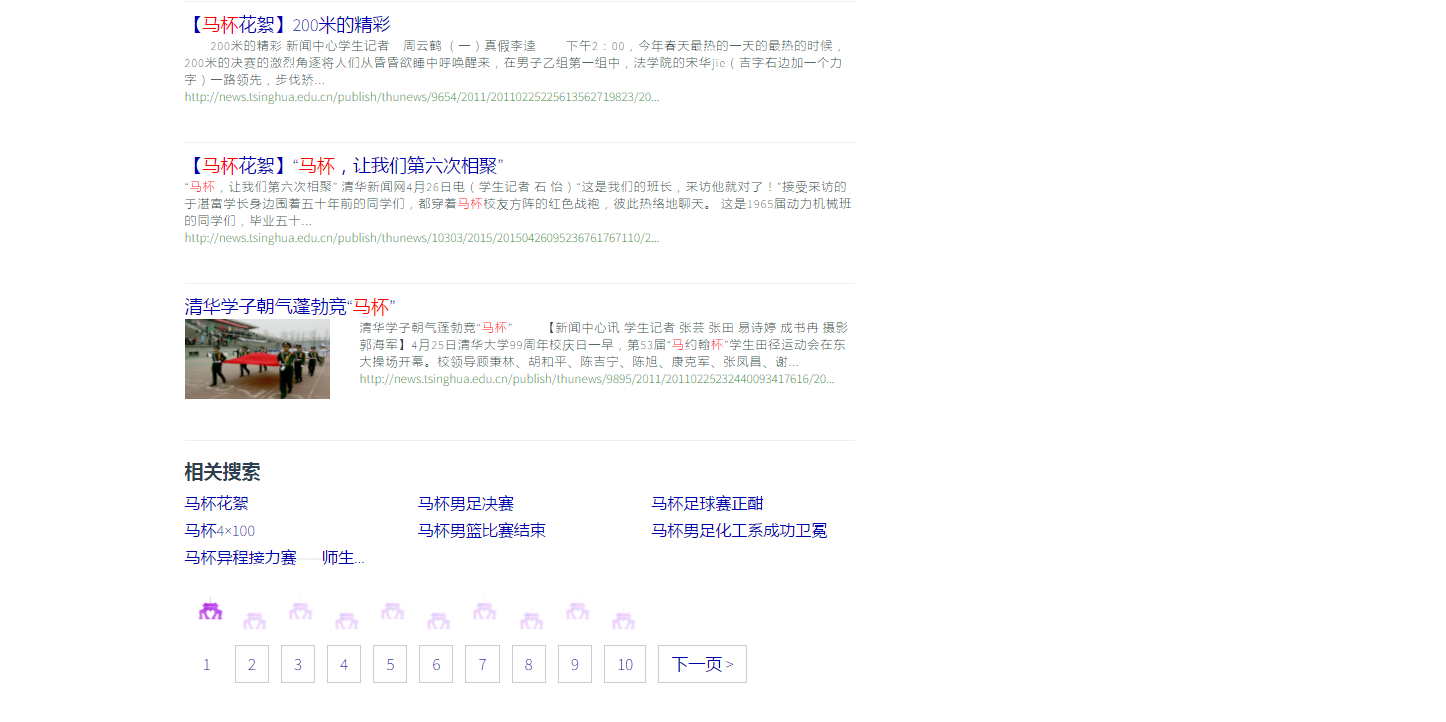 【马杯花絮】200米的精彩
200米的精彩 新闻中心学生记者 周云鹤 （ 一 ）真假李逵 下午2：00，今年春天最热的一天的最热的时候，
200米的决赛的激烈角逐将人们从昏昏欲睡中呼唤醒来，在男子乙组第一组中，法学院的宋华jie（吉字右边加一个力
字）一路领先，步伐矫...
http://news.tsinghua.edu.cn/publish/thunews/9654/2011/20110225225613562719823/20...
【马杯花絮】“马杯，让我们第六次相聚”
“马杯，让我们第六次相聚” 清华新闻网4月26日电（学生记者 石 怡）“这是我们的班长，采访他就对了！”接受采访的
于湛富学长身边围着五十年前的同学们，都穿着马杯校友方阵的红色战袍，彼此热络地聊天。 这是1965届动力机械班
的同学们，毕业五十...
http://news.tsinghua.edu.cn/publish/thunews/10303/2015/20150426095236761767110/2...
清华学子朝气蓬勃竞“马杯”
清华学子朝气蓬勃竞“马杯” 【新闻中心讯 学生记者 张芸 张田 易诗婷 成书冉 摄影
郭海军】4月25日清华大学99周年校庆日一早，第53届“马约翰杯”学生田径运动会在东
大操场开幕。校领导顾秉林、胡和平、陈吉宁、陈旭、康克军、张凤昌、谢...
http://news.tsinghua.edu.cn/publish/thunews/9895/2011/20110225232440093417616/20...
相关搜索
马杯花絮 马杯男足决赛 马杯足球赛正酣
马杯4×100 马杯男篮比赛结束 马杯男足化工系成功卫冕
马杯异程接力赛——师生...
1 2 3 4 5 6 7 8 9 10 下一页 >